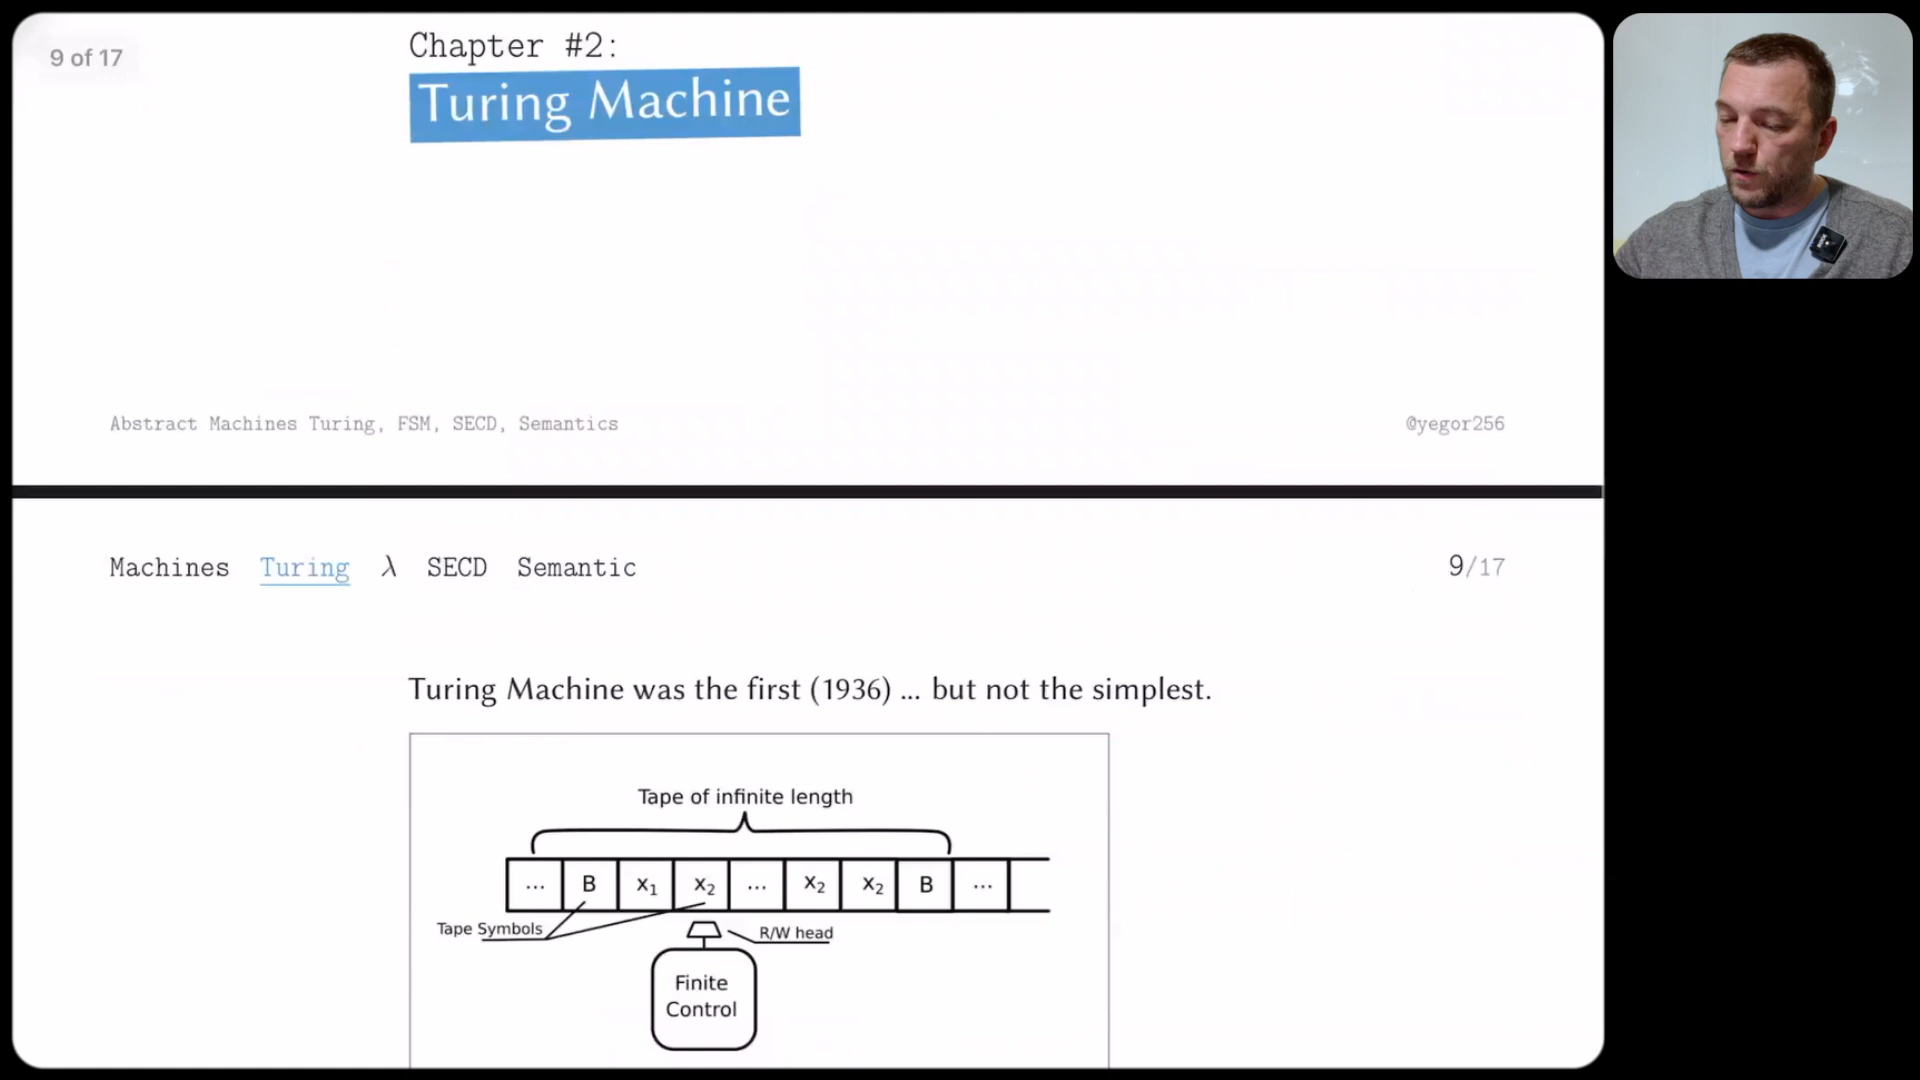 9 of 17
Chapter #2:
Turing Machine
Abstract Machines Turing, FSM, SECD, Semantics
@yegor256
Machines Turing λ SECD Semantic
9/17
Turing Machine was the first (1936) ... but not the simplest.
Tape of infinite length
... B x₁ x₂ ... x₂ x₂ B ...
Tape Symbols
R/W head
Finite
Control